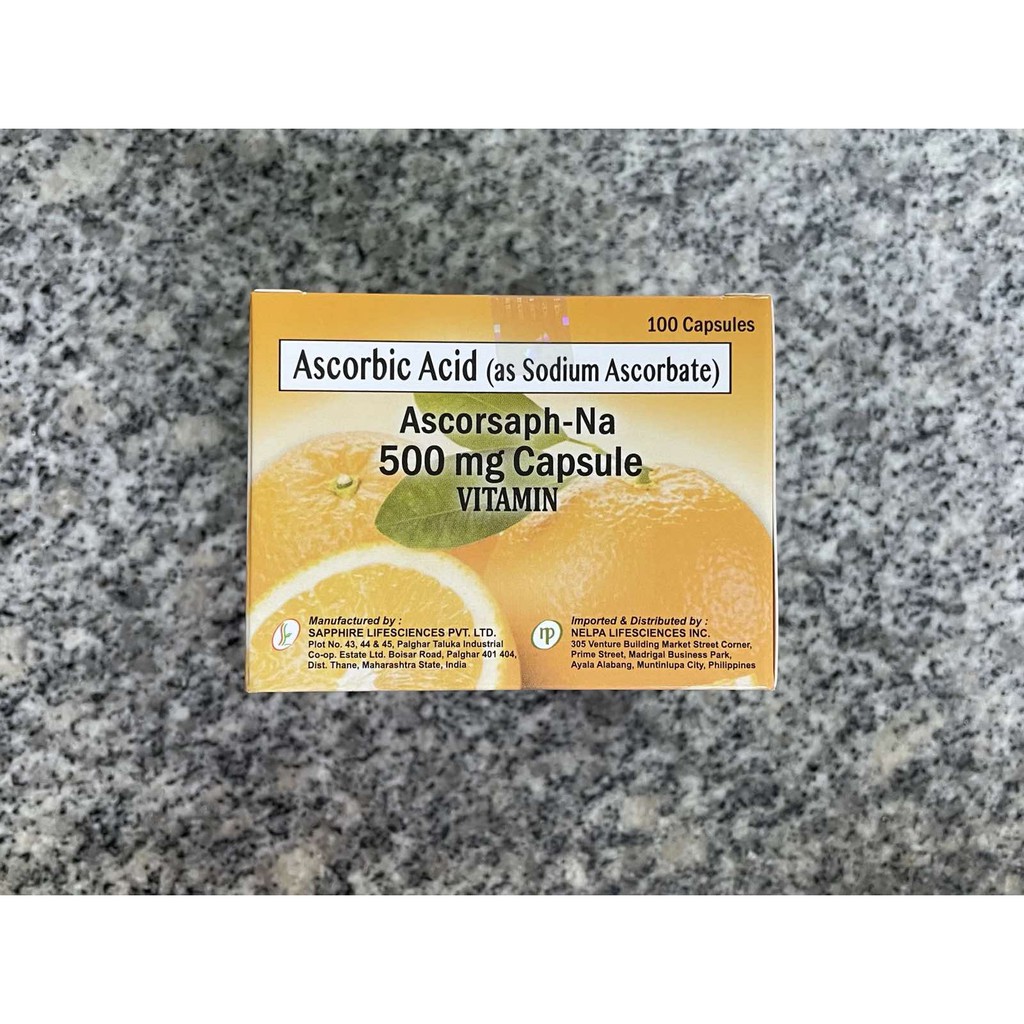 100 Capsules
Ascorbic Acid (as Sodium Ascorbate)
Ascorsaph-Na
500 mg Capsule
VITAMIN
Manufactured by :
SAPPHIRE LIFESCIENCES PVT. LTD.
Plot No. 43, 44 & 45, Palghar Taluka Industrial
Co-op. Estate Ltd. Boisar Road, Palghar 401 404,
Dist. Thane, Maharashtra State, India
np
Imported & Distributed by :
NELPA LIFESCIENCES INC.
305 Venture Building Market Street Corner,
Prime Street, Madrigal Business Park,
Ayala Alabang, Muntinlupa City, Philippines